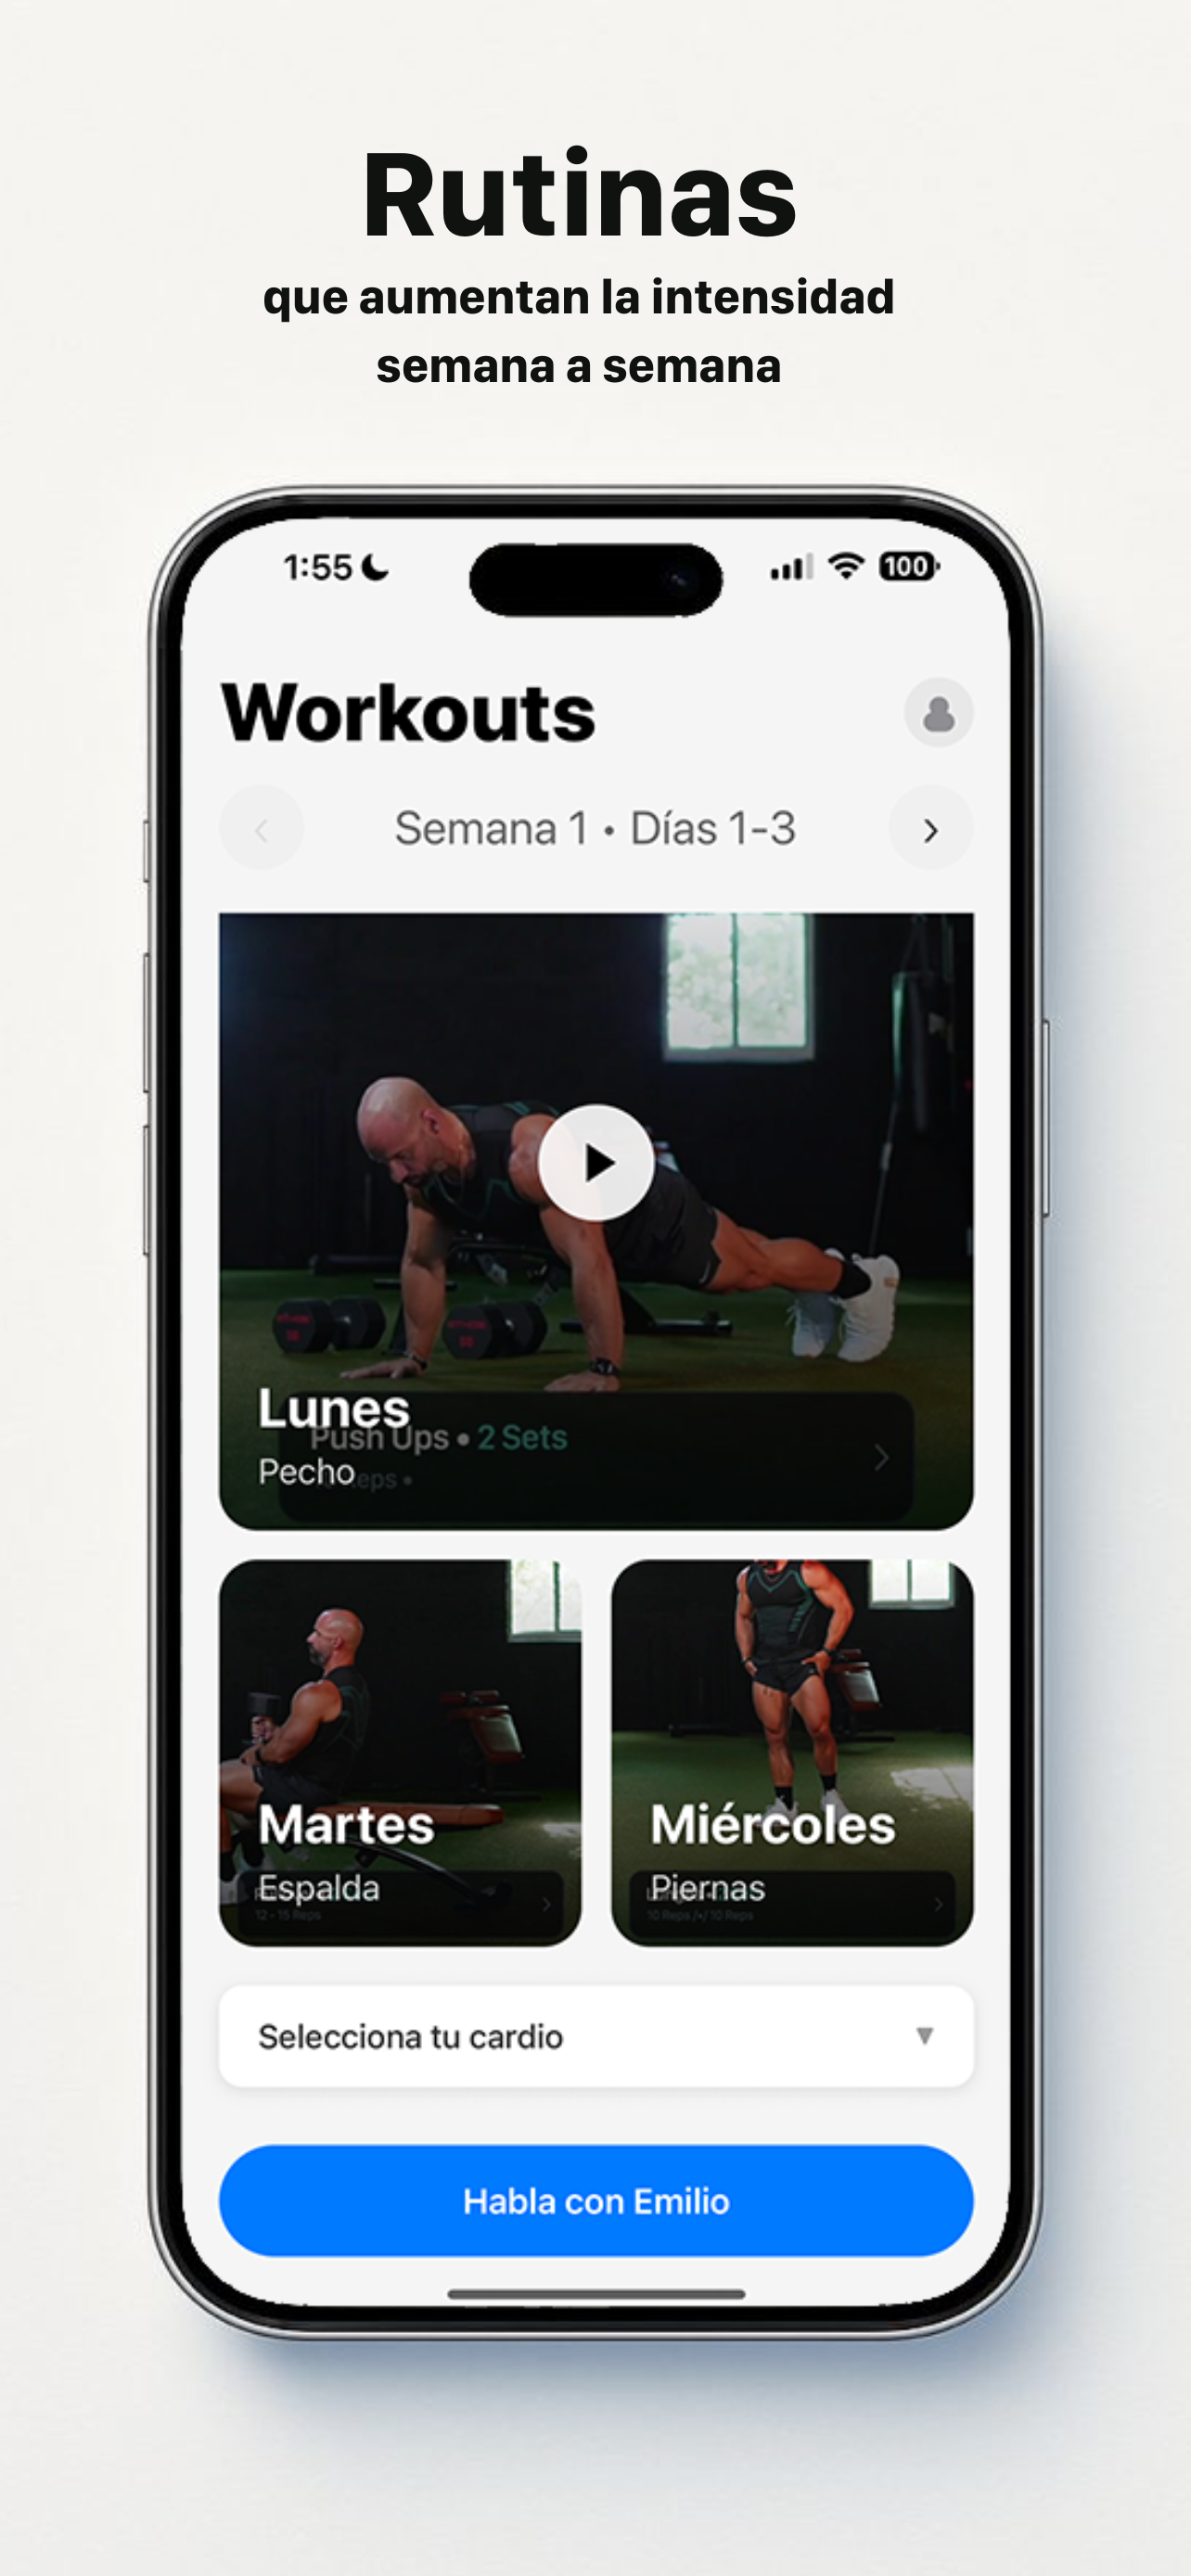 Rutinas
que aumentan la intensidad
semana a semana
1:55
100
Workouts
Semana 1 • Días 1-3
Lunes
Push Ups • 2 Sets
Pecho
Martes
Espalda
12 - 15 Reps
Miércoles
Piernas
10 Reps /•/ 10 Reps
Selecciona tu cardio
Habla con Emilio